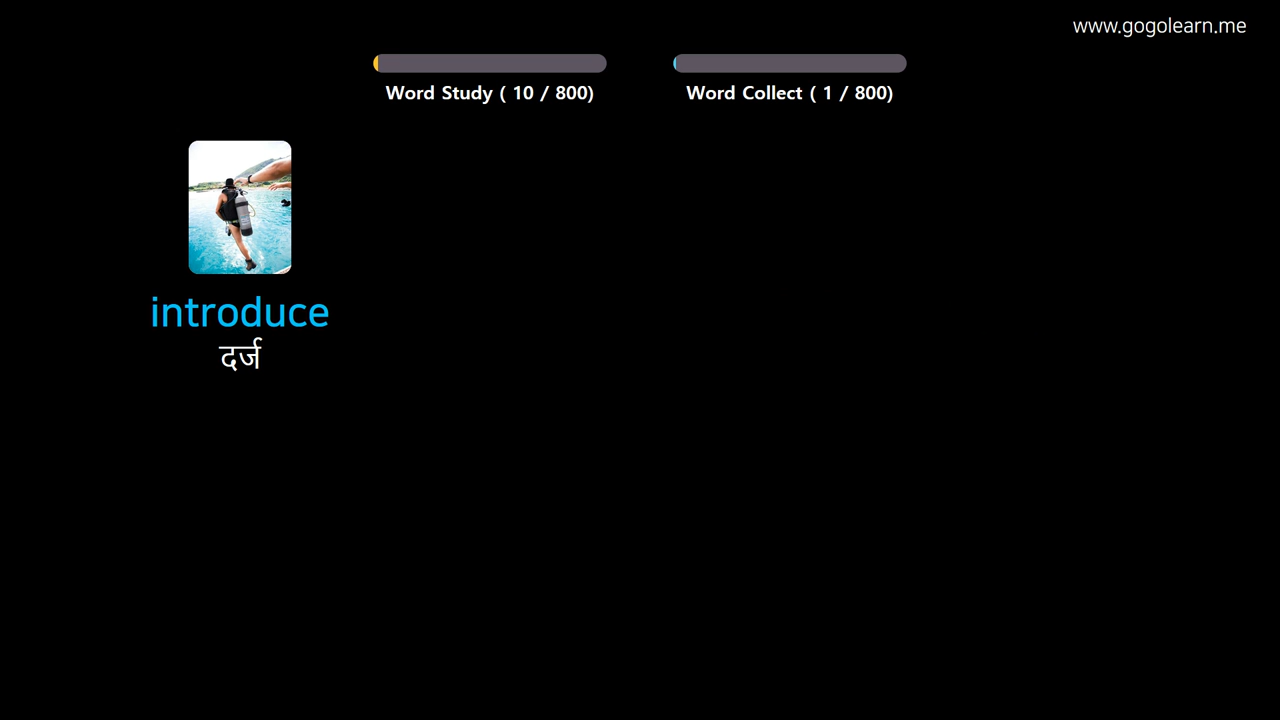 www.gogolearn.me
Word Study ( 10 / 800)
Word Collect ( 1 / 800)
introduce
दर्ज